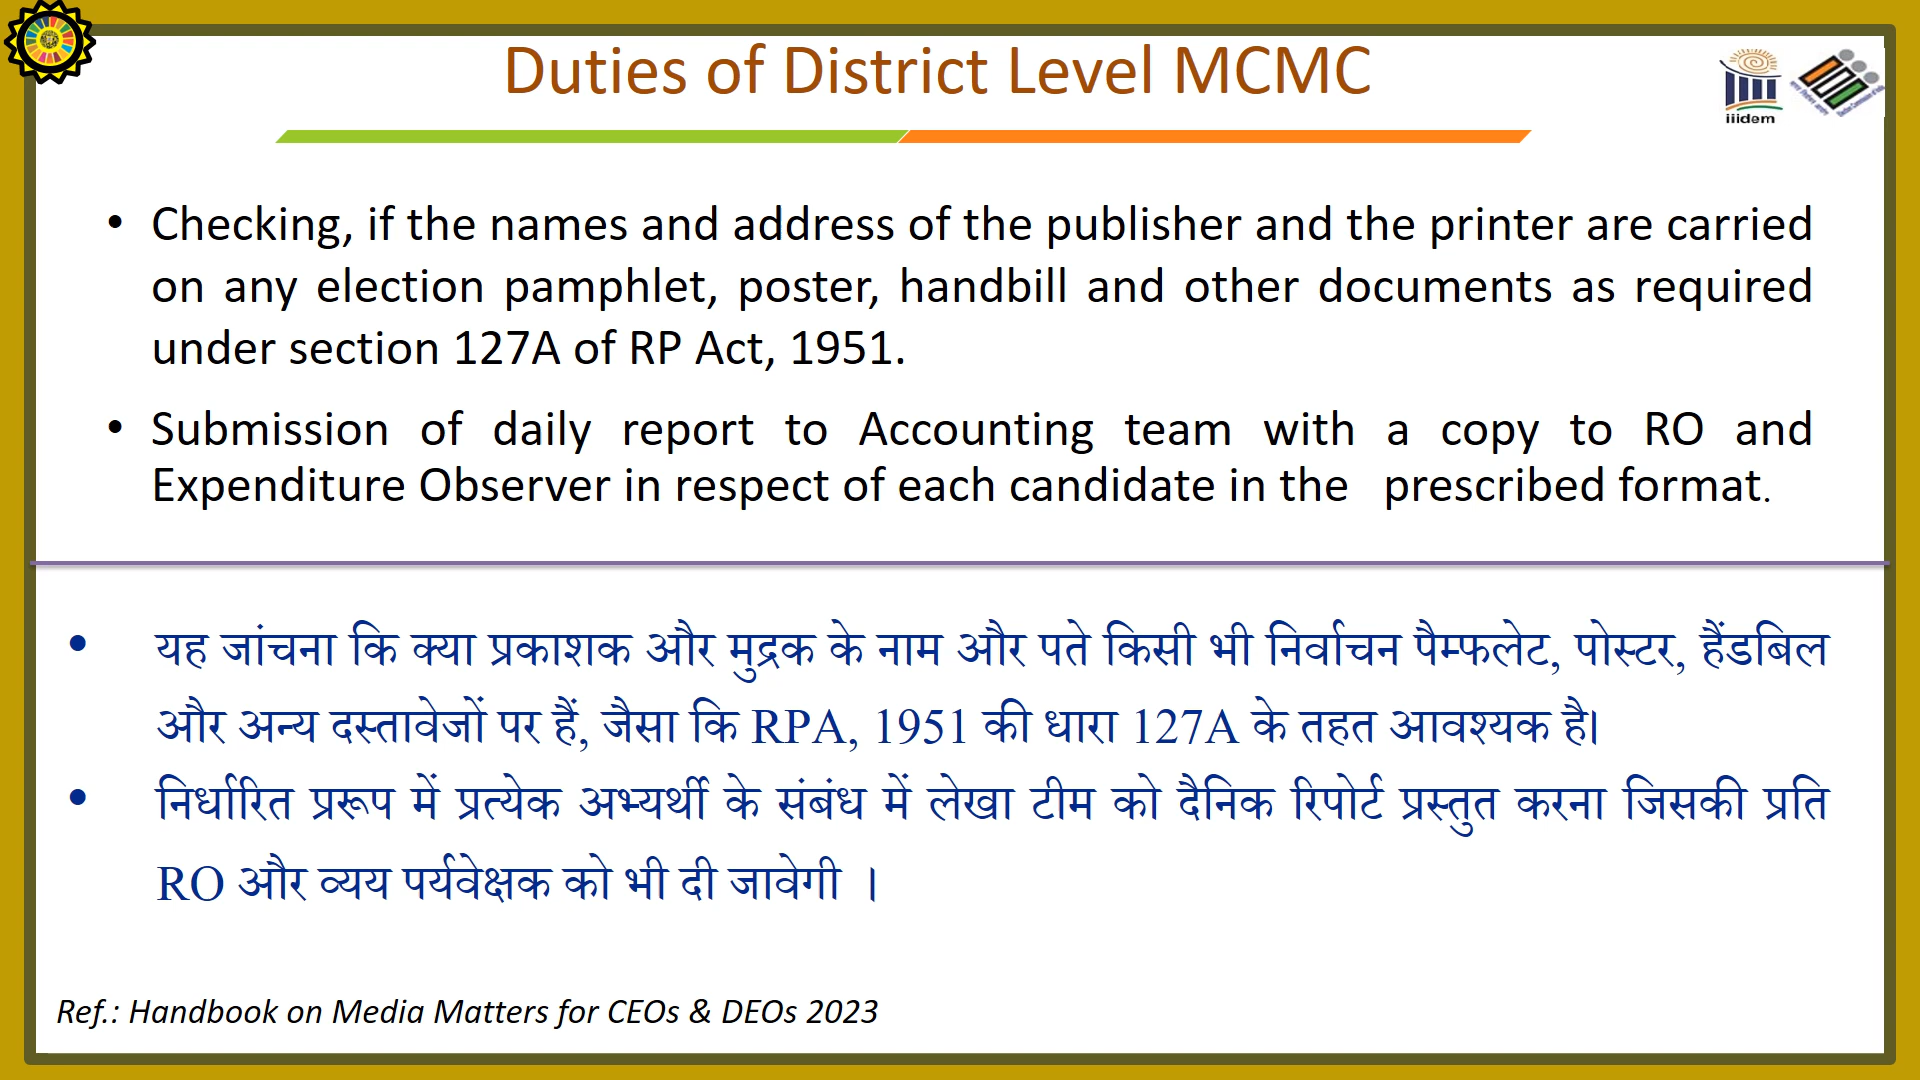 Duties of District Level MCMC
iiidem
• Checking, if the names and address of the publisher and the printer are carried
on any election pamphlet, poster, handbill and other documents as required
under section 127A of RP Act, 1951.
• Submission of daily report to Accounting team with a copy to RO and
Expenditure Observer in respect of each candidate in the prescribed format.
• यह जांचना कि क्या प्रकाशक और मुद्रक के नाम और पते किसी भी निर्वाचन पैम्फलेट, पोस्टर, हैंडबिल
और अन्य दस्तावेजों पर हैं, जैसा कि RPA, 1951 की धारा 127A के तहत आवश्यक है।
• निर्धारित प्ररूप में प्रत्येक अभ्यर्थी के संबंध में लेखा टीम को दैनिक रिपोर्ट प्रस्तुत करना जिसकी प्रति
RO और व्यय पर्यवेक्षक को भी दी जावेगी ।
Ref.: Handbook on Media Matters for CEOs & DEOs 2023